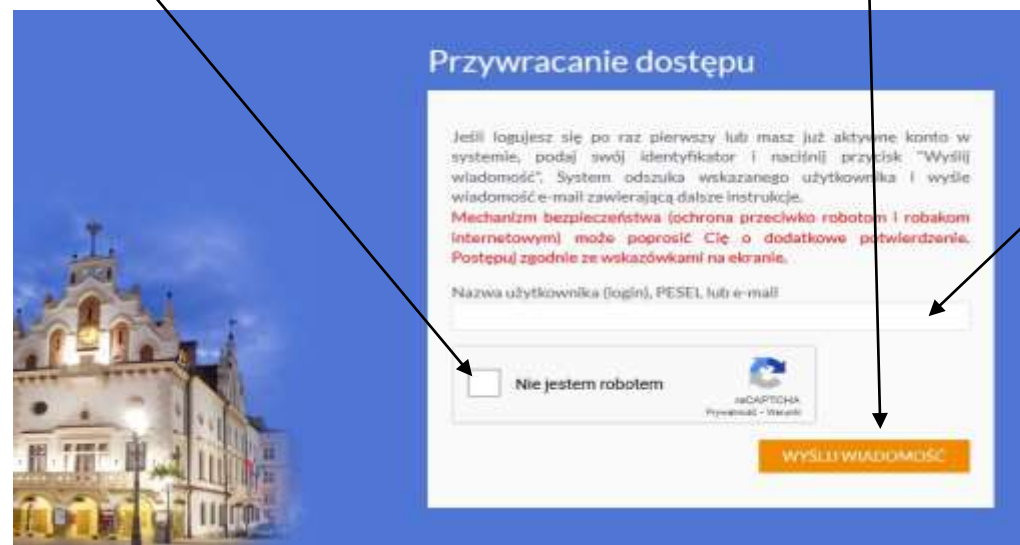 Przywracanie dostępu
Jeśli logujesz się po raz pierwszy lub masz już aktywne konto w
systemie, podaj swój identyfikator i naciśnij przycisk "Wyślij
wiadomość". System odszuka wskazanego użytkownika i wyśle
wiadomość e-mail zawierającą dalsze instrukcje.
Mechanizm bezpieczeństwa (ochrona przeciwko robotom i robakom
internetowym) może poprosić Cię o dodatkowe potwierdzenie.
Postępuj zgodnie ze wskazówkami na ekranie.
Nazwa użytkownika (login), PESEL lub e-mail
Nie jestem robotem
reCAPTCHA
Prywatność - Warunki
WYŚLIJ WIADOMOŚĆ